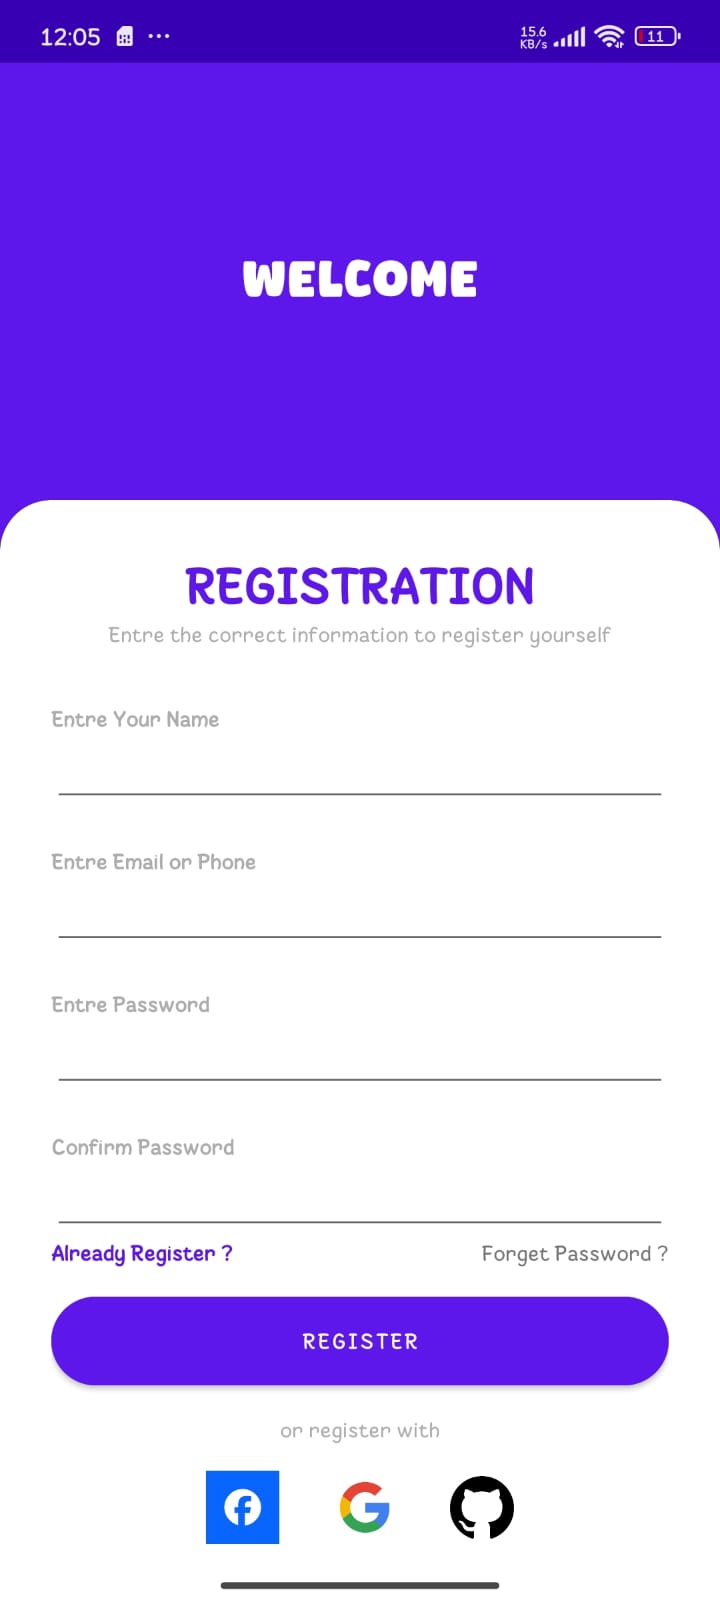 12:05 ... 15.6 KB/s 11
WELCOME
REGISTRATION
Entre the correct information to register yourself
Entre Your Name
Entre Email or Phone
Entre Password
Confirm Password
Already Register ? Forget Password ?
REGISTER
or register with